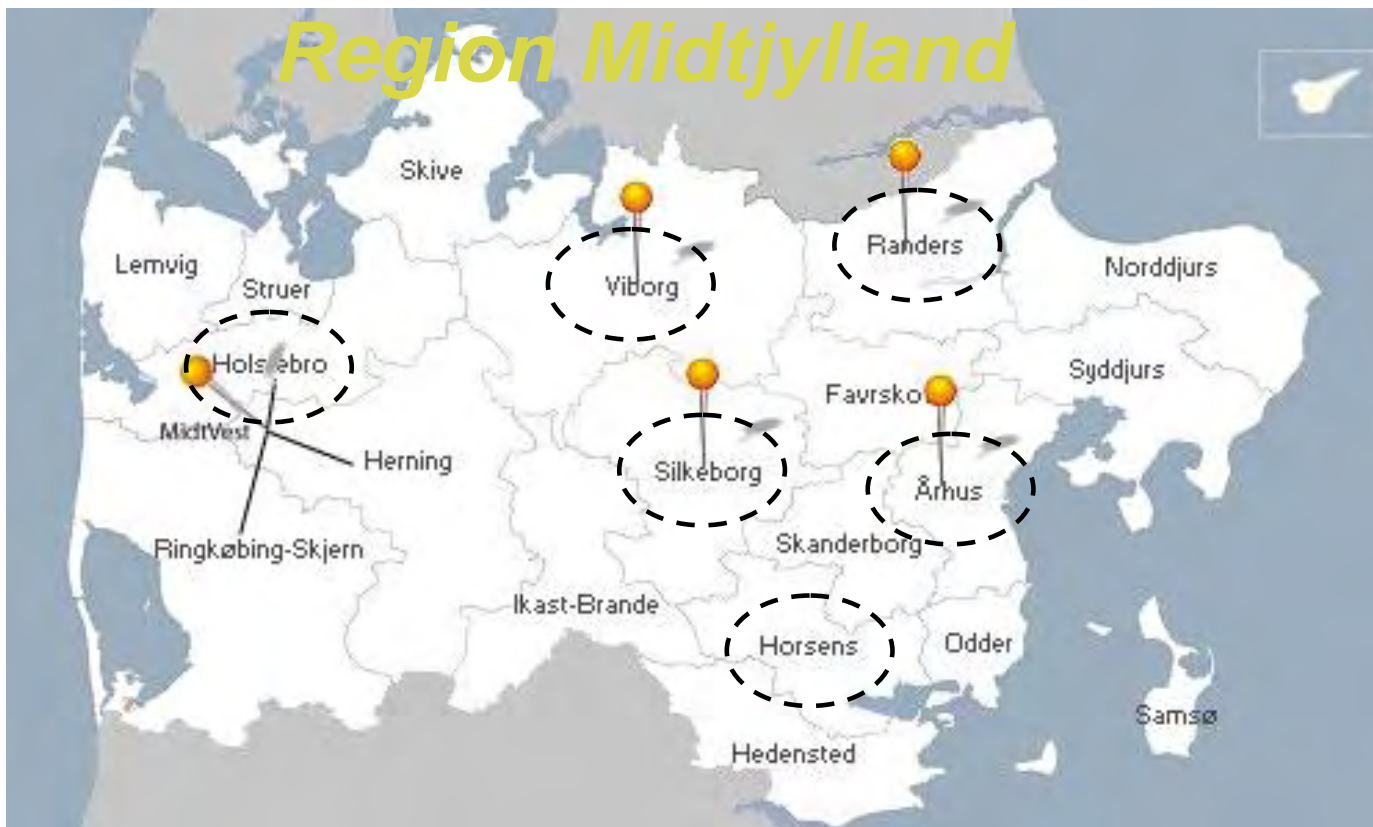 Region Midtjylland
Skive
Lemvig
Struer
Viborg
Randers
Norddjurs
Holstebro
Syddjurs
Favrskov
MidtVest
Herning
Silkeborg
Århus
Ringkøbing-Skjern
Skanderborg
Ikast-Brande
Horsens
Odder
Samsø
Hedensted